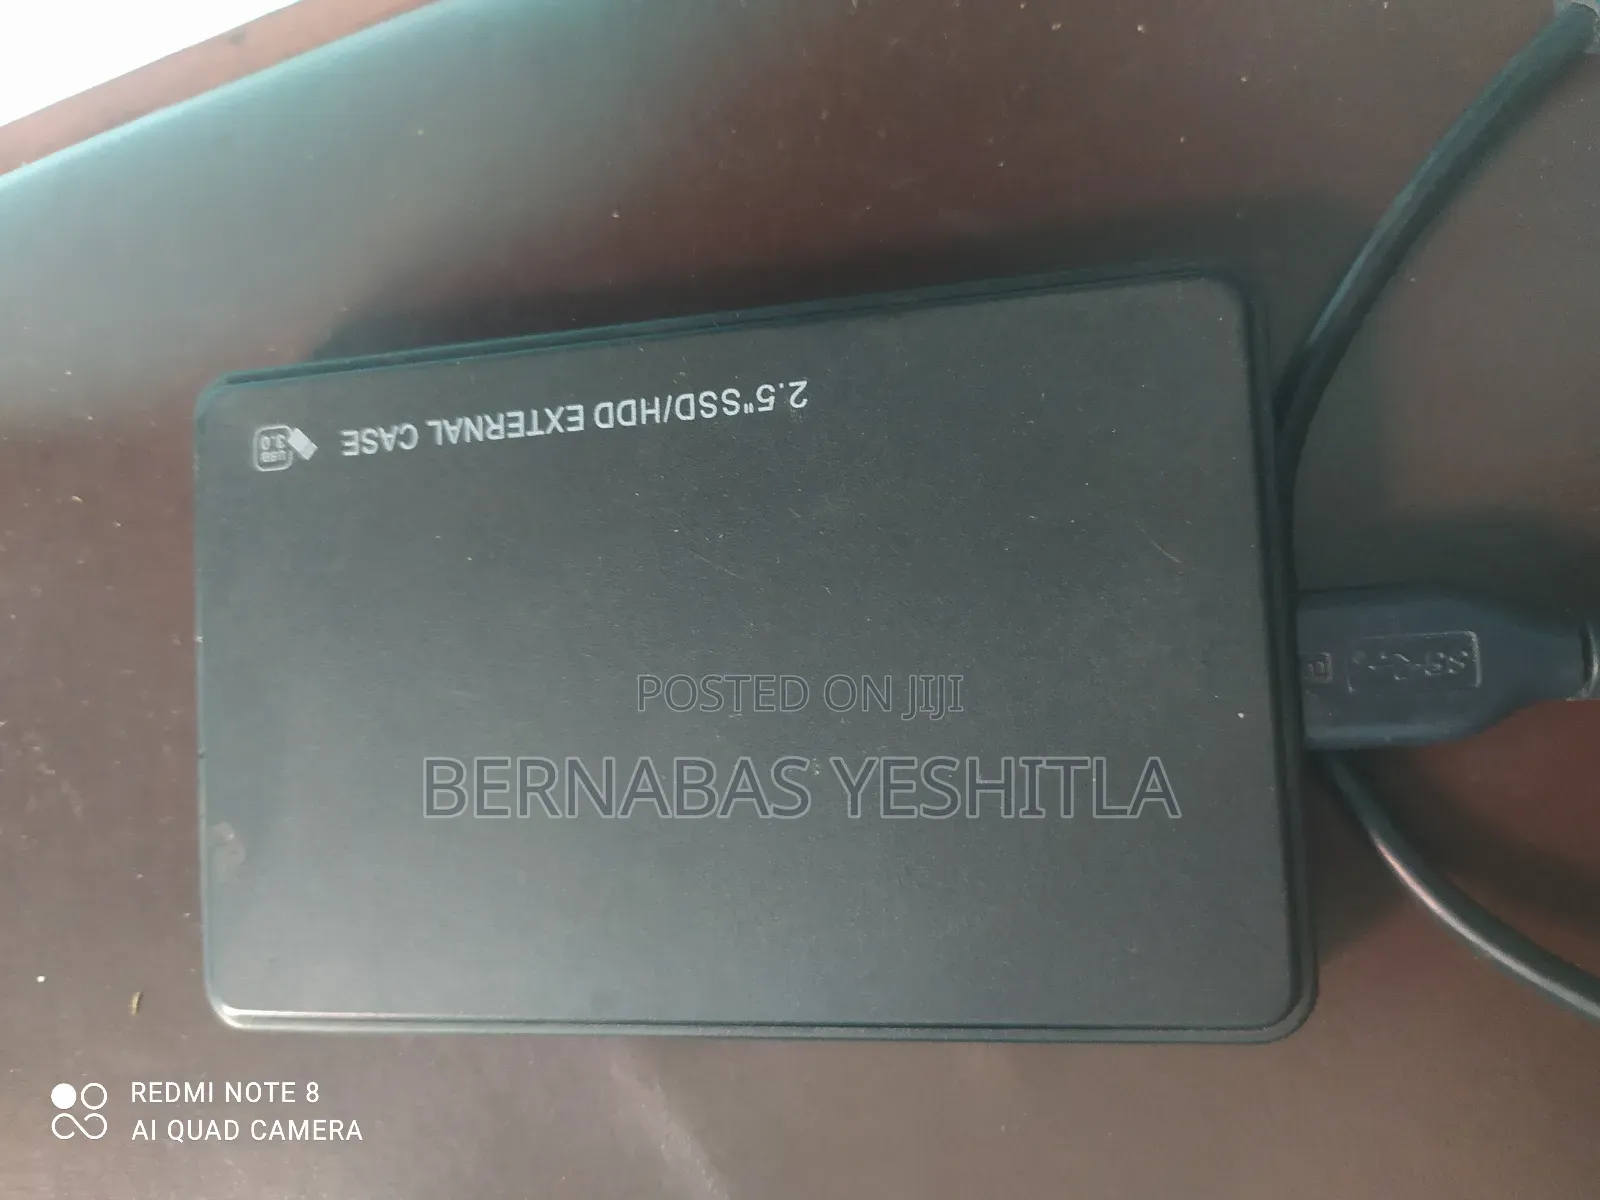 2.5"SSD/HDD EXTERNAL CASE
USB
3.0
POSTED ON JIJI
BERNABAS YESHITLA
REDMI NOTE 8
AI QUAD CAMERA